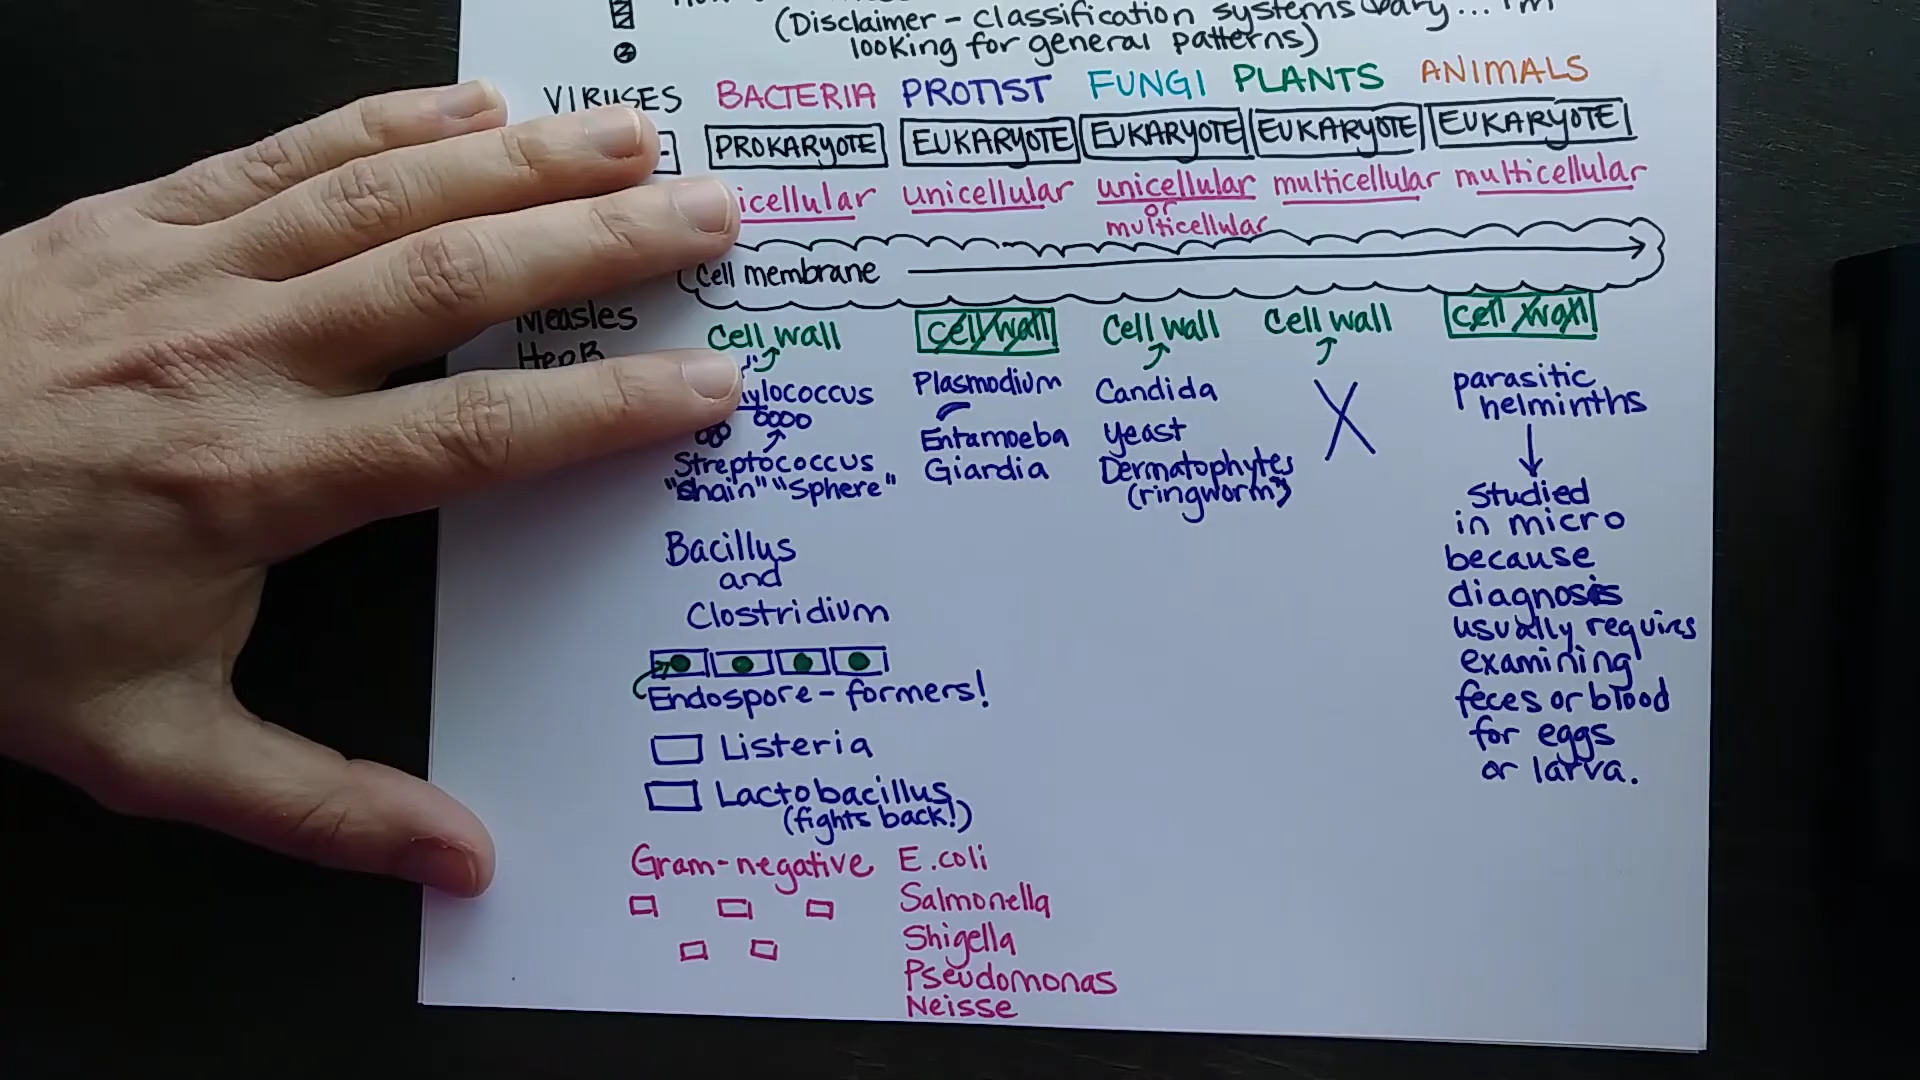 (Disclaimer - classification systems vary... I'm
looking for general patterns)
VIRUSES BACTERIA PROTIST FUNGI PLANTS ANIMALS
PROKARYOTE EUKARYOTE EUKARYOTE EUKARYOTE EUKARYOTE
icellular unicellular unicellular multicellular multicellular
or
multicellular
Cell membrane
Measles
Hep B
Cell wall cell wall Cell wall Cell wall cell wall
ylococcus
Streptococcus
"chain" "Sphere"
Bacillus
and
Clostridium
Endospore-formers!
Listeria
Lactobacillus
(fights back!)
Gram-negative
E.coli
Salmonella
Shigella
Pseudomonas
Neisse
Plasmodium
Entamoeba
Giardia
Candida
yeast
Dermatophytes
(ringworm)
X
parasitic
helminths
Studied
in micro
because
diagnosis
usually requires
examining
feces or blood
for eggs
or larva.